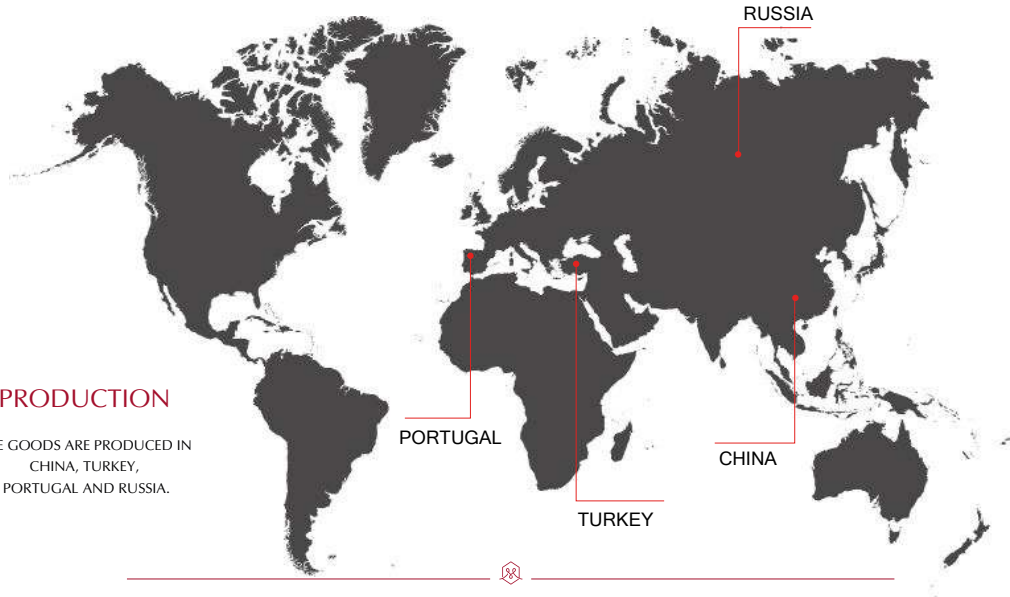 RUSSIA
PRODUCTION
E GOODS ARE PRODUCED IN
CHINA, TURKEY,
PORTUGAL AND RUSSIA.
PORTUGAL
CHINA
TURKEY